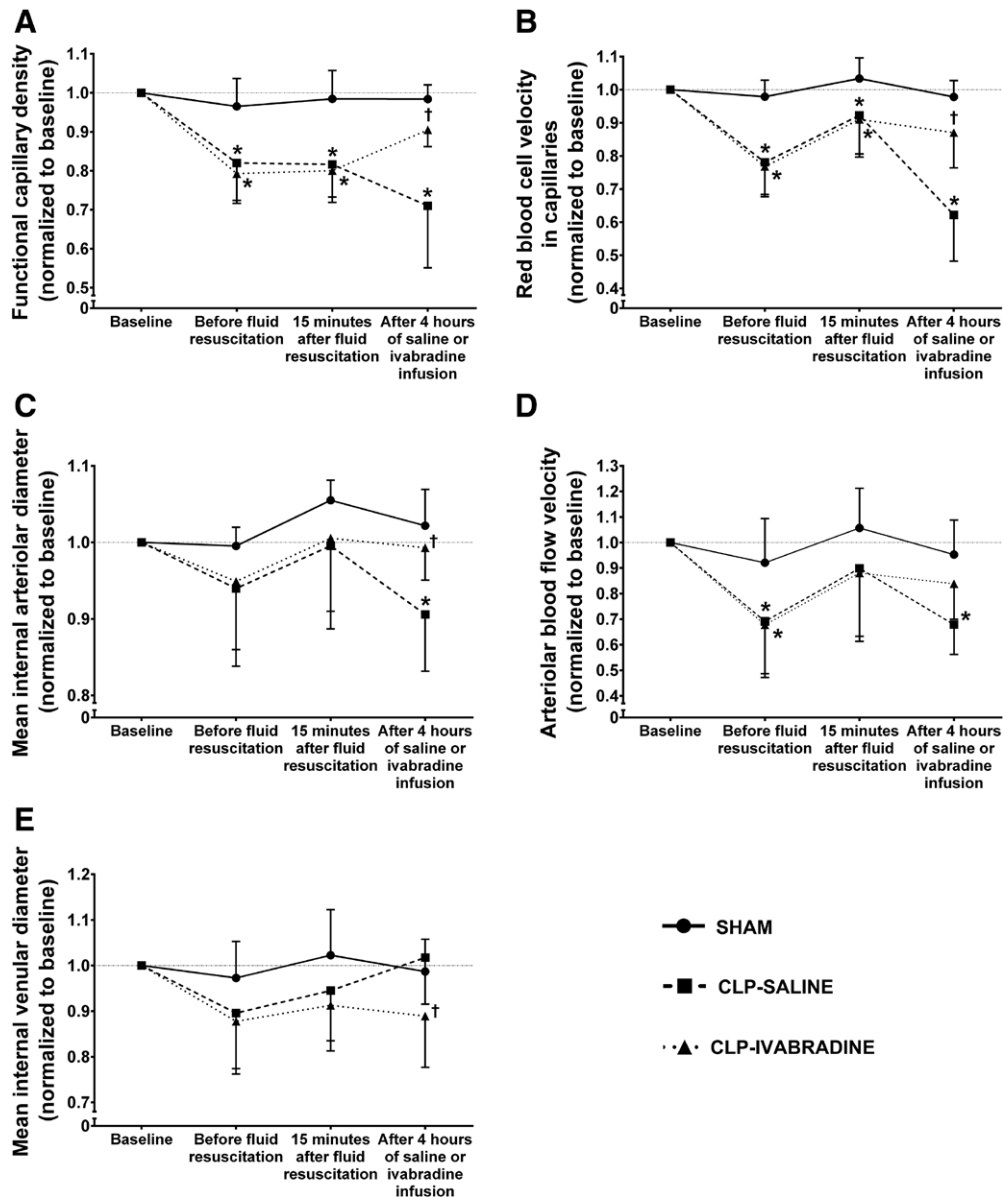 A
Functional capillary density
(normalized to baseline)
1.1
1.0
0.9
0.8
0.7
0.6
0.5
0
* * * * † *
Baseline
Before fluid
resuscitation
15 minutes
after fluid
resuscitation
After 4 hours
of saline or
ivabradine
infusion
B
Red blood cell velocity
in capillaries
(normalized to baseline)
1.1
1.0
0.9
0.8
0.7
0.6
0.5
0.4
0
* * * * † *
Baseline
Before fluid
resuscitation
15 minutes
after fluid
resuscitation
After 4 hours
of saline or
ivabradine
infusion
C
Mean internal arteriolar diameter
(normalized to baseline)
1.1
1.0
0.9
0.8
0
† *
Baseline
Before fluid
resuscitation
15 minutes
after fluid
resuscitation
After 4 hours
of saline or
ivabradine
infusion
D
Arteriolar blood flow velocity
(normalized to baseline)
1.3
1.2
1.1
1.0
0.9
0.8
0.7
0.6
0.5
0.4
0
* * *
Baseline
Before fluid
resuscitation
15 minutes
after fluid
resuscitation
After 4 hours
of saline or
ivabradine
infusion
E
Mean internal venular diameter
(normalized to baseline)
1.2
1.1
1.0
0.9
0.8
0.7
0
†
Baseline
Before fluid
resuscitation
15 minutes
after fluid
resuscitation
After 4 hours
of saline or
ivabradine
infusion
SHAM
CLP-SALINE
CLP-IVABRADINE